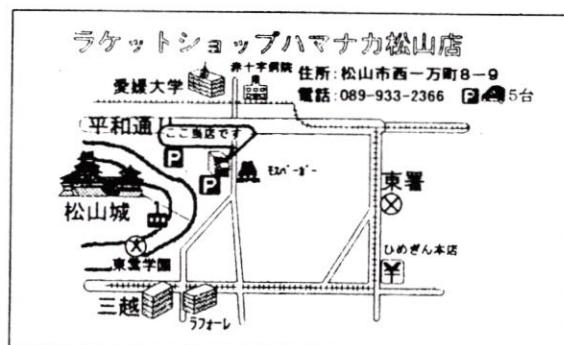 ラケットショップハマナカ松山店
赤十字病院
住所:松山市西一万町8-9
愛媛大学
電話:089-933-2366 P 5台
平和通り
ここ当店です
P
P
モスバーガー
東署
松山城
1
東雲学園
ひめぎん本店
¥
三越
ラフォーレ